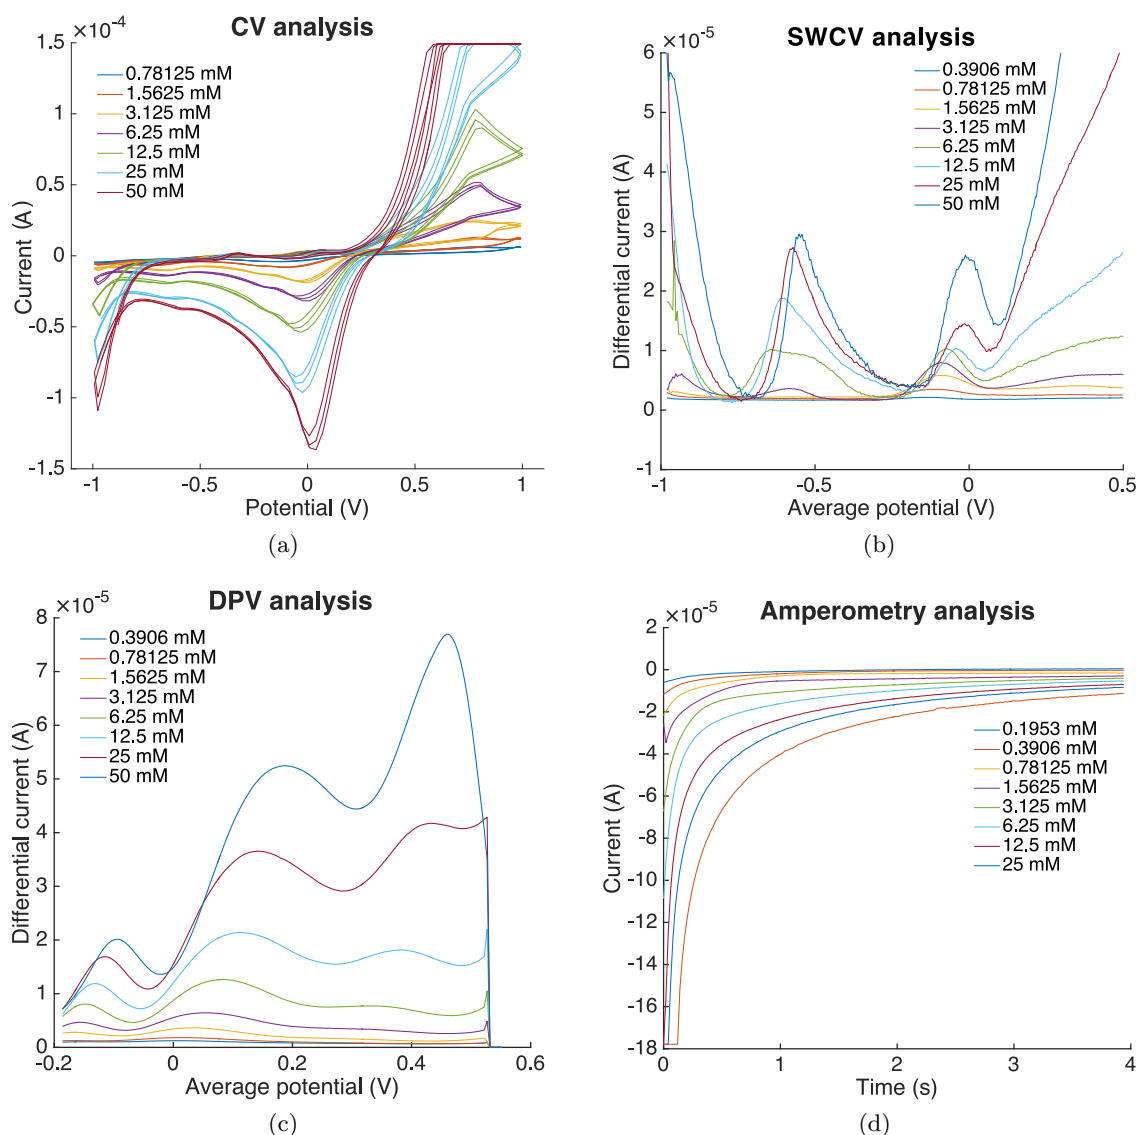 CV analysis
×10⁻⁴
1.5
1
0.5
0
-0.5
-1
-1.5
Current (A)
0.78125 mM
1.5625 mM
3.125 mM
6.25 mM
12.5 mM
25 mM
50 mM
-1
-0.5
0
0.5
1
Potential (V)
(a)
SWCV analysis
×10⁻⁵
6
5
4
3
2
1
0
-1
Differential current (A)
0.3906 mM
0.78125 mM
1.5625 mM
3.125 mM
6.25 mM
12.5 mM
25 mM
50 mM
-1
-0.5
0
0.5
Average potential (V)
(b)
DPV analysis
×10⁻⁵
8
7
6
5
4
3
2
1
0
Differential current (A)
0.3906 mM
0.78125 mM
1.5625 mM
3.125 mM
6.25 mM
12.5 mM
25 mM
50 mM
-0.2
0
0.2
0.4
0.6
Average potential (V)
(c)
Amperometry analysis
×10⁻⁵
2
0
-2
-4
-6
-8
-10
-12
-14
-16
-18
Current (A)
0.1953 mM
0.3906 mM
0.78125 mM
1.5625 mM
3.125 mM
6.25 mM
12.5 mM
25 mM
0
1
2
3
4
Time (s)
(d)